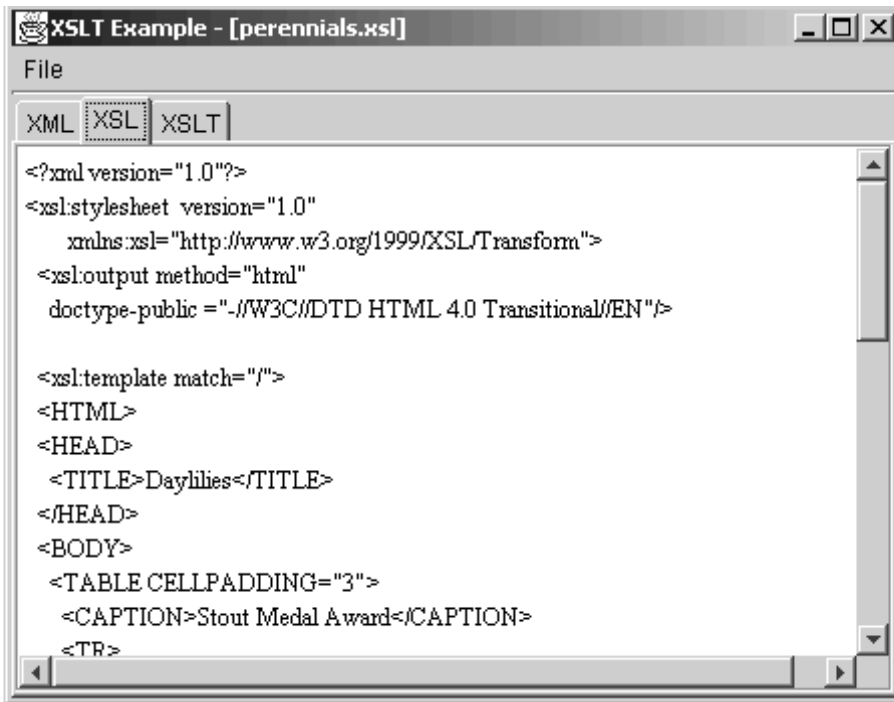 XSLT Example - [perennials.xsl]
File
XML XSL XSLT
<?xml version="1.0"?>
<xsl:stylesheet version="1.0"
xmlns:xsl="http://www.w3.org/1999/XSL/Transform">
<xsl:output method="html"
doctype-public ="-//W3C//DTD HTML 4.0 Transitional//EN"/>
<xsl:template match="/">
<HTML>
<HEAD>
<TITLE>Daylilies</TITLE>
</HEAD>
<BODY>
<TABLE CELLPADDING="3">
<CAPTION>Stout Medal Award</CAPTION>
<TR>